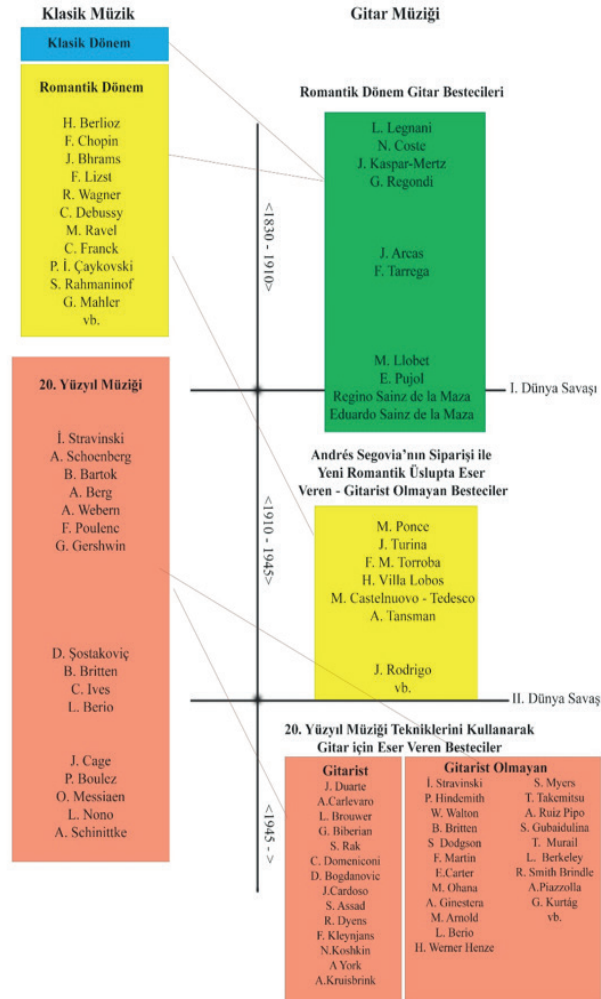 Klasik Müzik
Klasik Dönem
Romantik Dönem
H. Berlioz
F. Chopin
J. Bhrams
F. Lizst
R. Wagner
C. Debussy
M. Ravel
C. Franck
P. İ. Çaykovski
S. Rahmaninof
G. Mahler
vb.
20. Yüzyıl Müziği
İ. Stravinski
A. Schoenberg
B. Bartok
A. Berg
A. Webern
F. Poulenc
G. Gershwin
D. Şostakoviç
B. Britten
C. Ives
L. Berio
J. Cage
P. Boulez
O. Messiaen
L. Nono
A. Schinittke
<1830 - 1910>
<1910 - 1945>
<1945 - >
Gitar Müziği
Romantik Dönem Gitar Bestecileri
L. Legnani
N. Coste
J. Kaspar-Mertz
G. Regondi
J. Arcas
F. Tarrega
M. Llobet
E. Pujol
Regino Sainz de la Maza
Eduardo Sainz de la Maza
I. Dünya Savaşı
Andrés Segovia’nın Siparişi ile
Yeni Romantik Üslupta Eser
Veren - Gitarist Olmayan Besteciler
M. Ponce
J. Turina
F. M. Torroba
H. Villa Lobos
M. Castelnuovo - Tedesco
A. Tansman
J. Rodrigo
vb.
II. Dünya Savaşı
20. Yüzyıl Müziği Tekniklerini Kullanarak
Gitar için Eser Veren Besteciler
Gitarist
J. Duarte
A.Carlevaro
L. Brouwer
G. Biberian
S. Rak
C. Domeniconi
D. Bogdanovic
J.Cardoso
S. Assad
R. Dyens
F. Kleynjans
N.Koshkin
A York
A.Kruisbrink
Gitarist Olmayan
İ. Stravinski
P. Hindemith
W. Walton
B. Britten
S Dodgson
F. Martin
E.Carter
M. Ohana
A. Ginestera
M. Arnold
L. Berio
H. Werner Henze
S. Myers
T. Takemitsu
A. Ruiz Pipo
S. Gubaidulina
T. Murail
L. Berkeley
R. Smith Brindle
A.Piazzolla
G. Kurtág
vb.